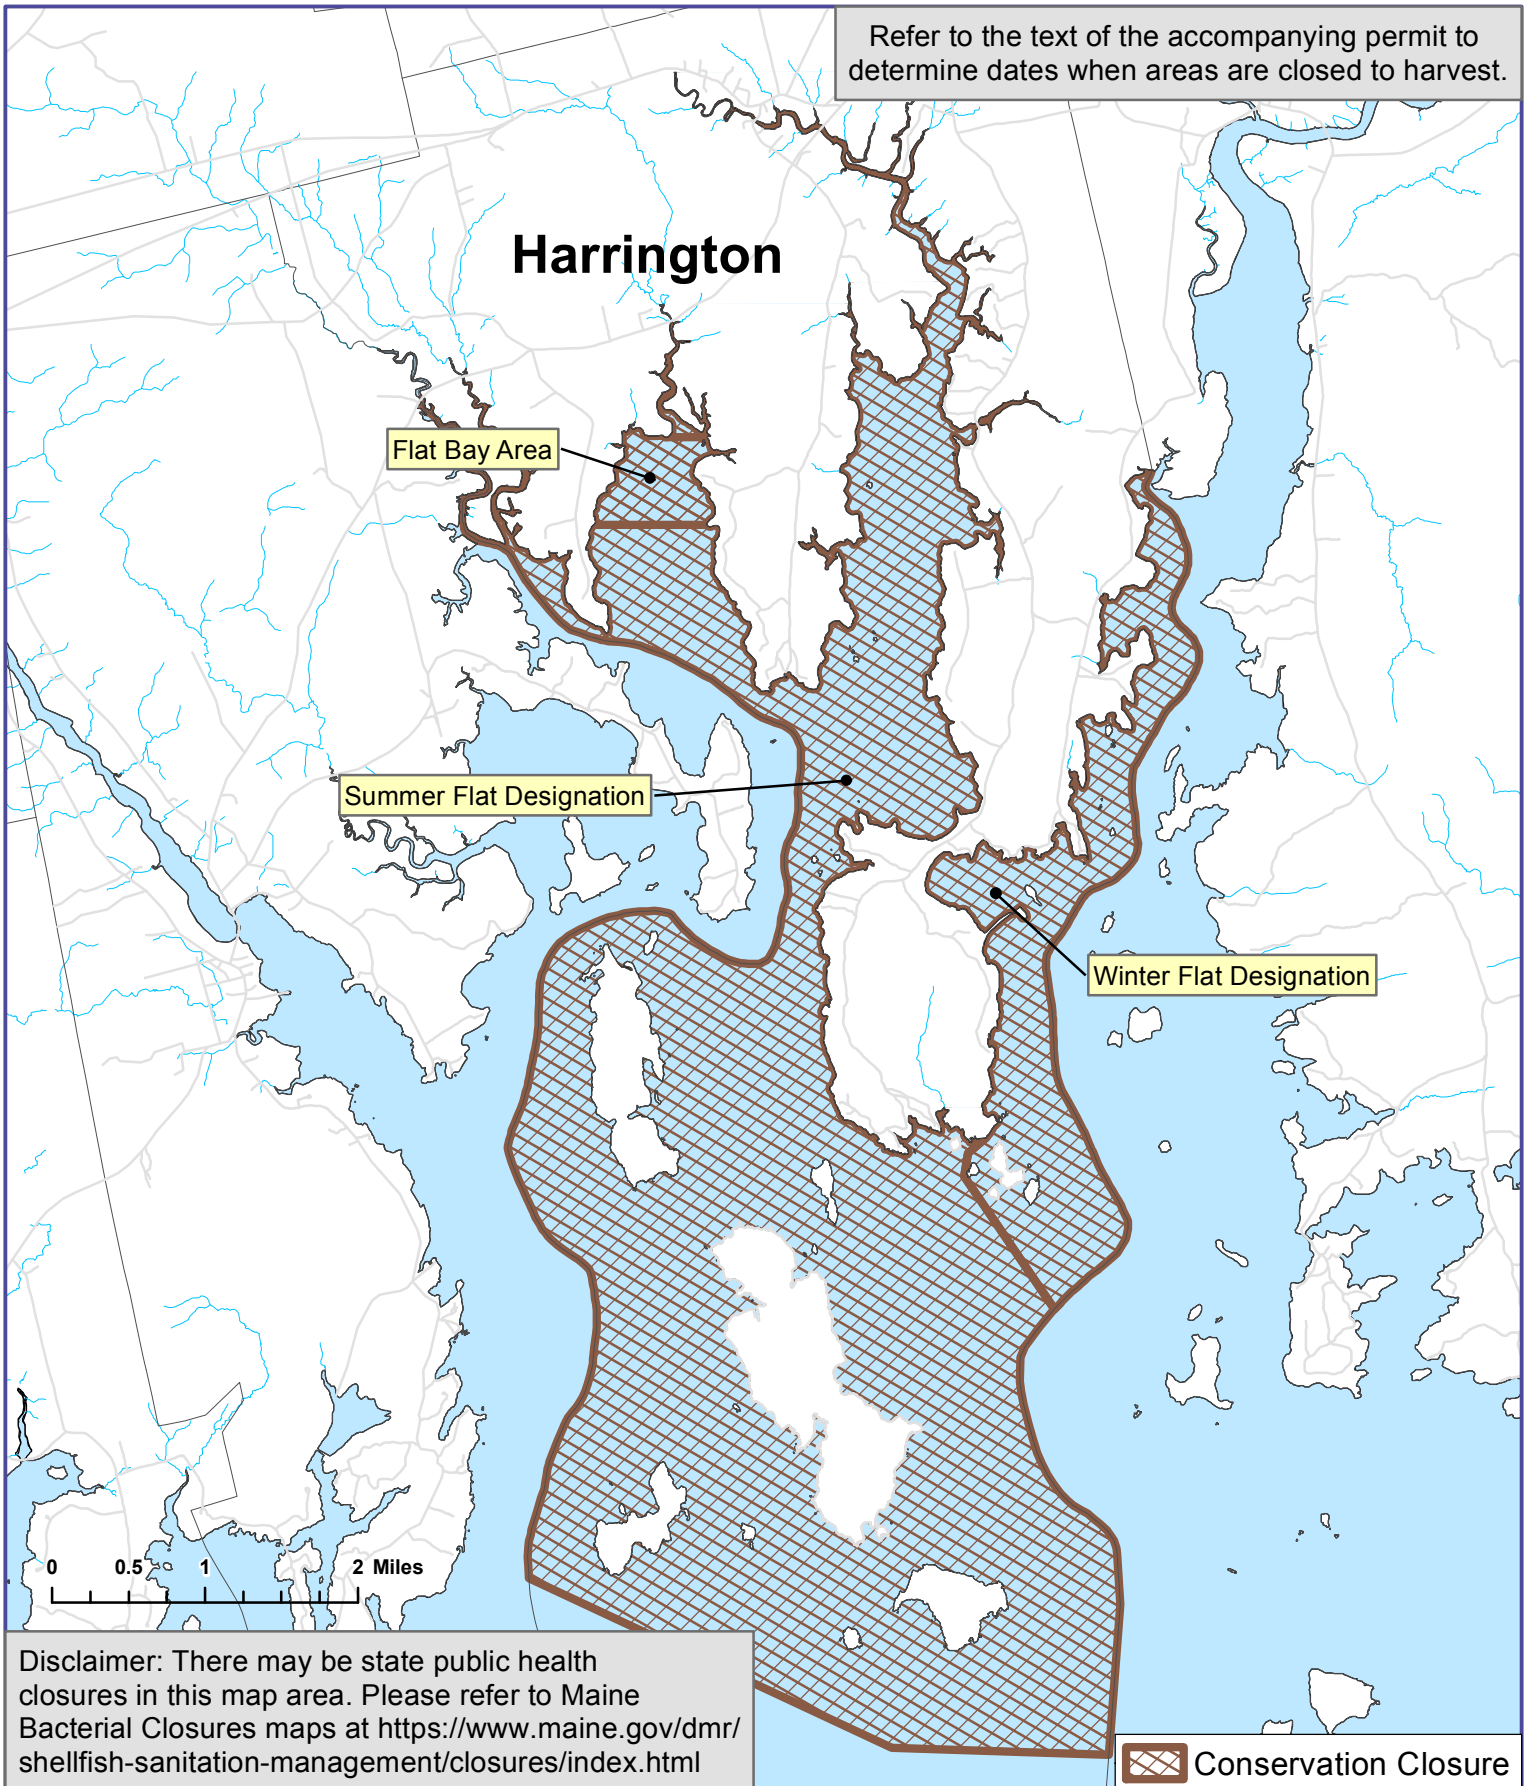 Refer to the text of the accompanying permit to
determine dates when areas are closed to harvest.
Harrington
Flat Bay Area
Summer Flat Designation
Winter Flat Designation
0 0.5 1 2 Miles
Disclaimer: There may be state public health
closures in this map area. Please refer to Maine
Bacterial Closures maps at https://www.maine.gov/dmr/
shellfish-sanitation-management/closures/index.html
Conservation Closure